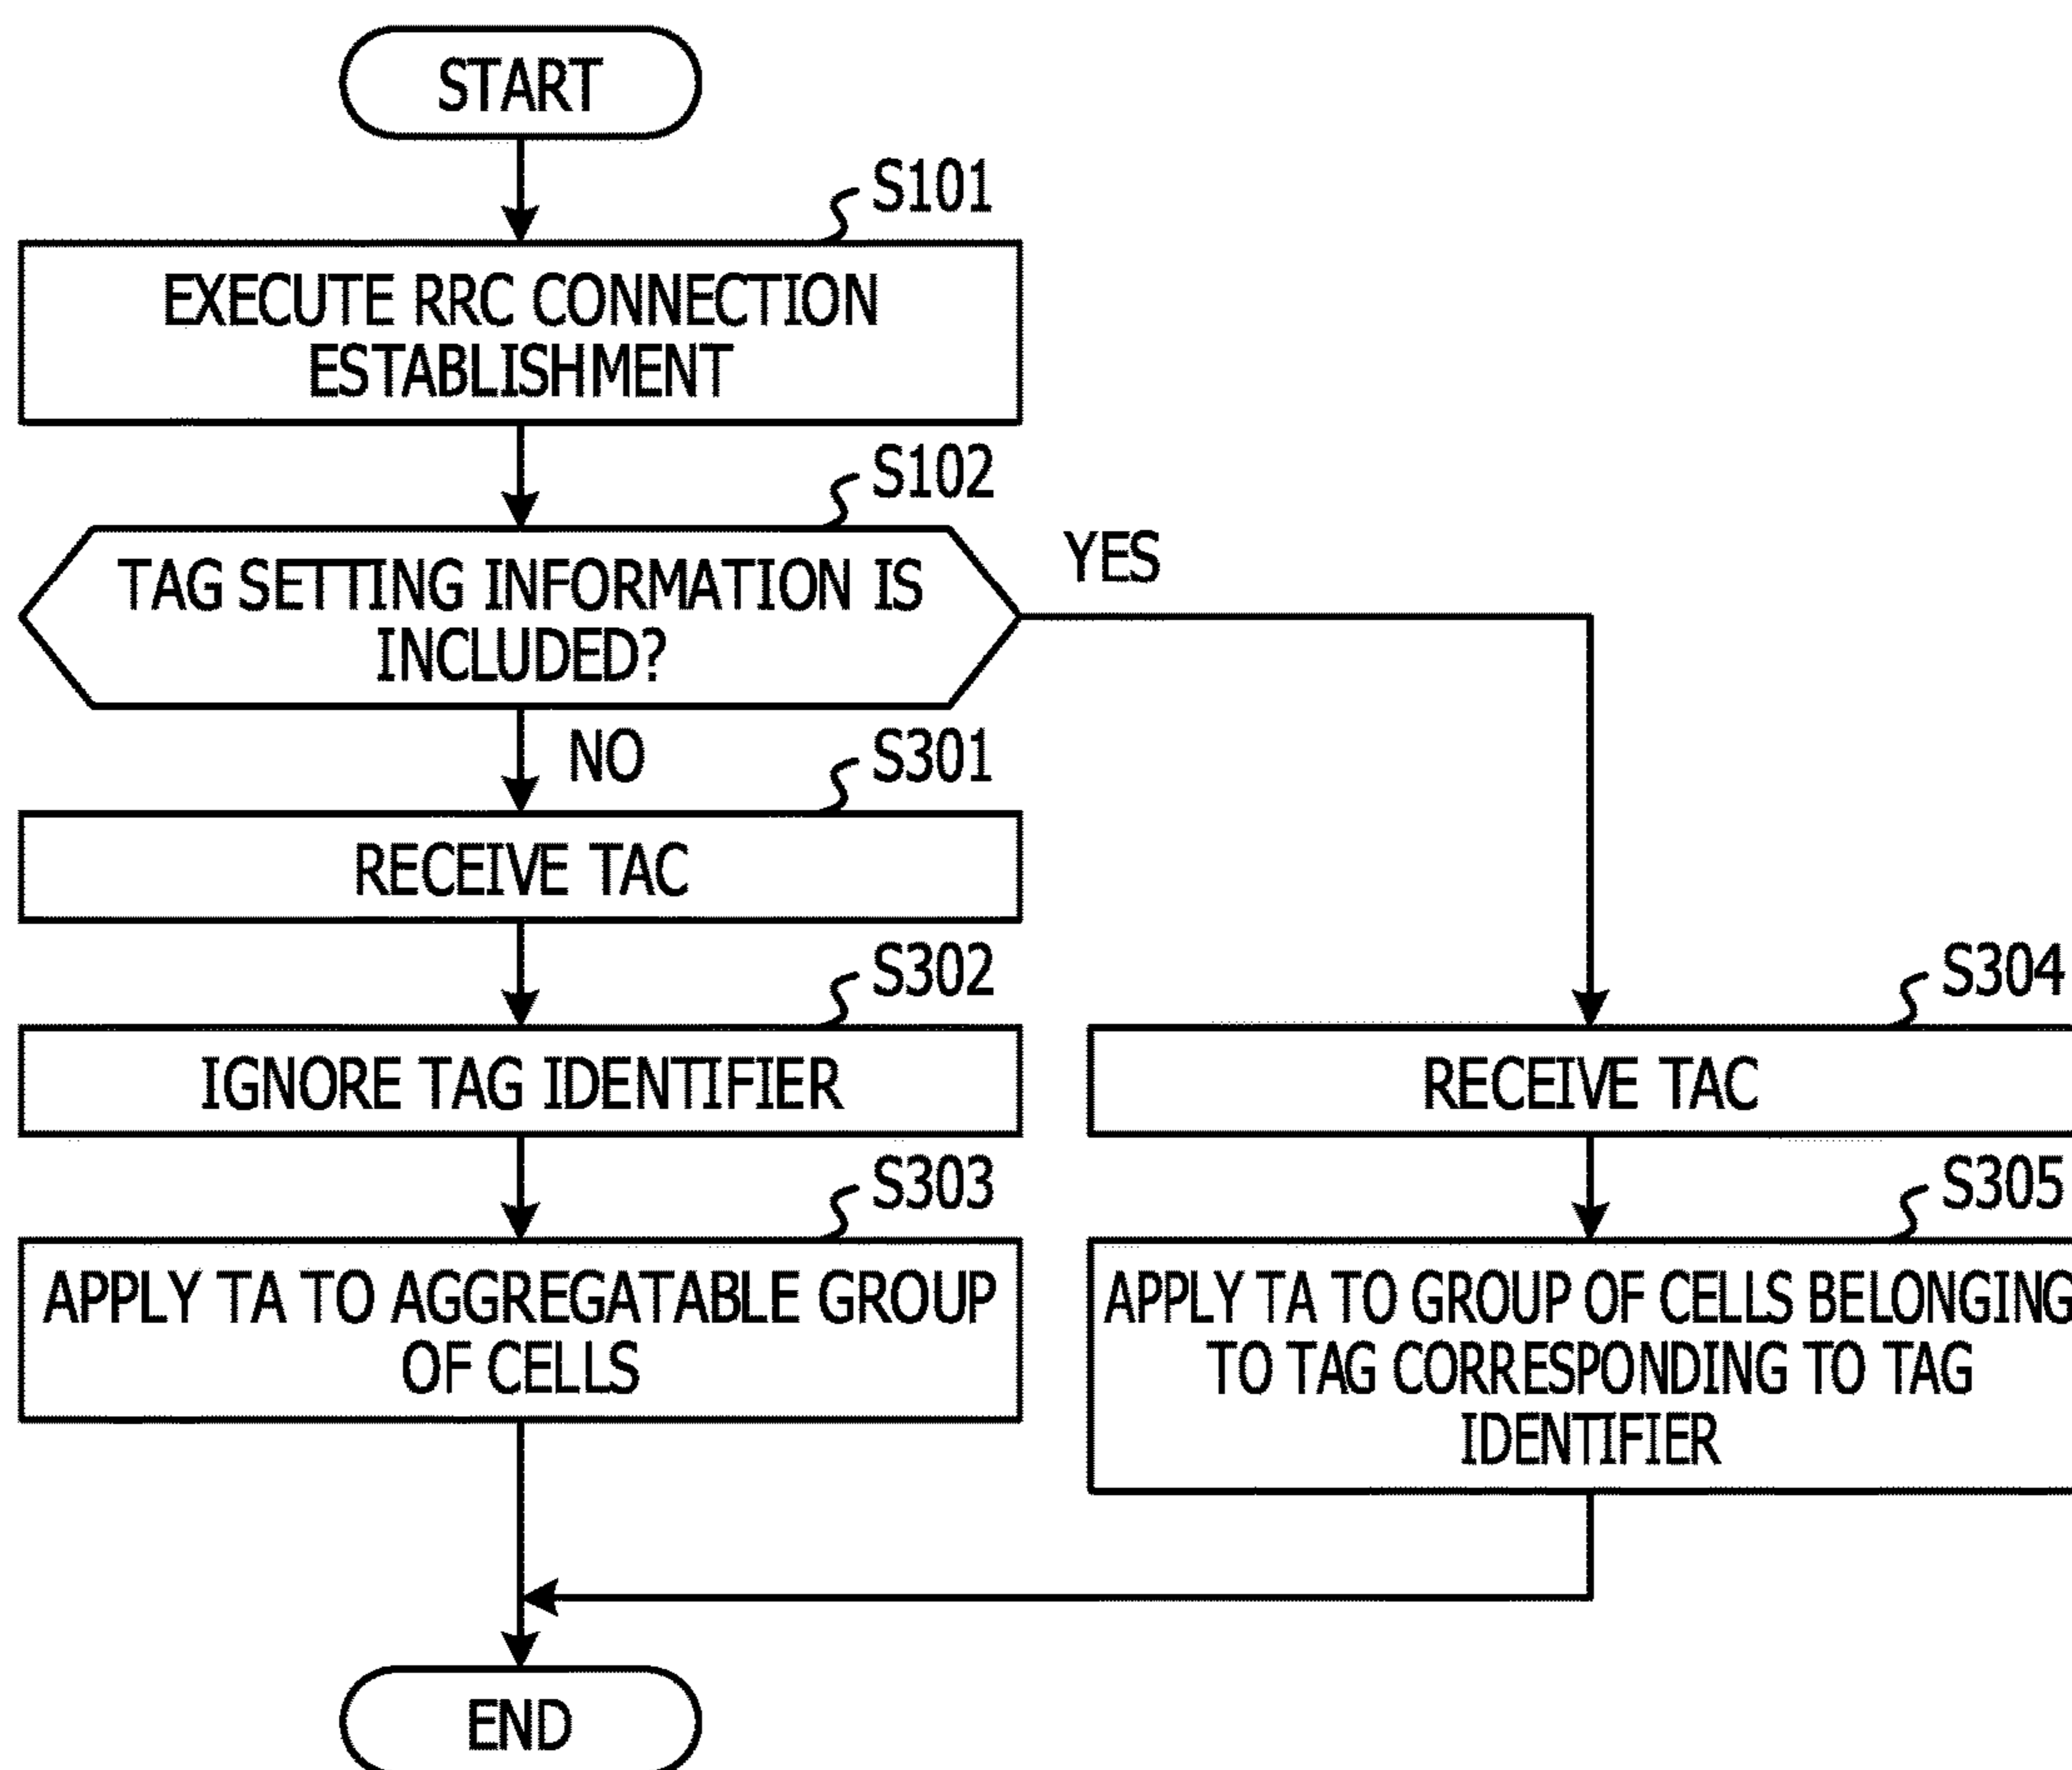 START
S101
EXECUTE RRC CONNECTION
ESTABLISHMENT
S102
TAG SETTING INFORMATION IS
INCLUDED?
YES
NO
S301
RECEIVE TAC
S302
IGNORE TAG IDENTIFIER
S303
APPLY TA TO AGGREGATABLE GROUP
OF CELLS
S304
RECEIVE TAC
S305
APPLY TA TO GROUP OF CELLS BELONGING
TO TAG CORRESPONDING TO TAG
IDENTIFIER
END